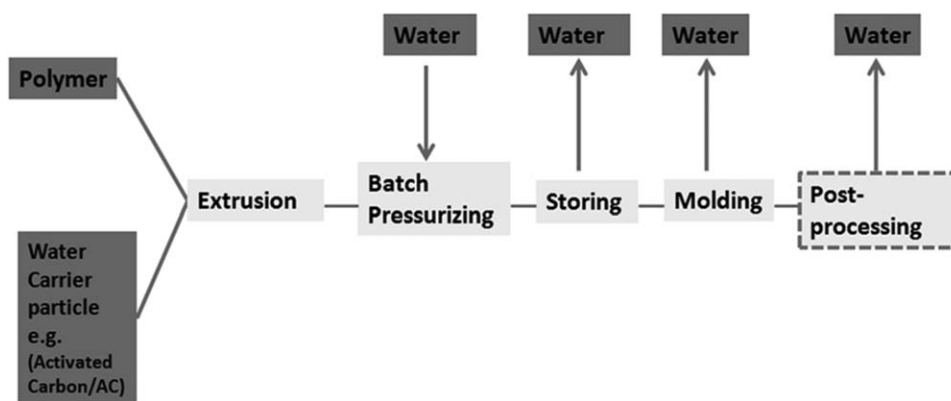 Water
Water
Water
Water
Polymer
Extrusion
Batch
Pressurizing
Storing
Molding
Post-
processing
Water
Carrier
particle
e.g.
(Activated
Carbon/AC)